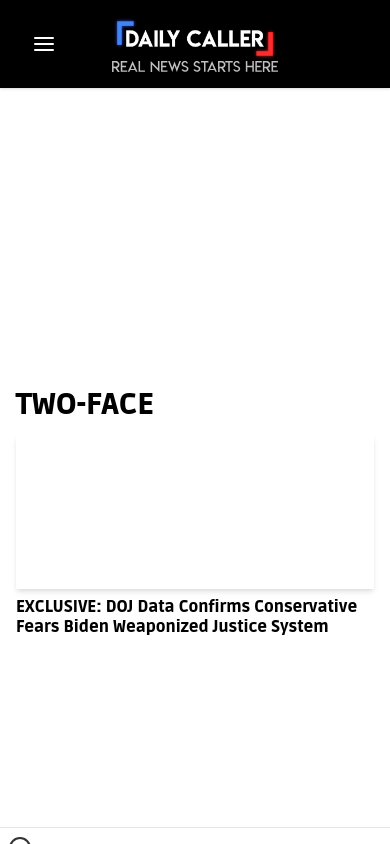 DAILY CALLER
REAL NEWS STARTS HERE
TWO-FACE
EXCLUSIVE: DOJ Data Confirms Conservative
Fears Biden Weaponized Justice System